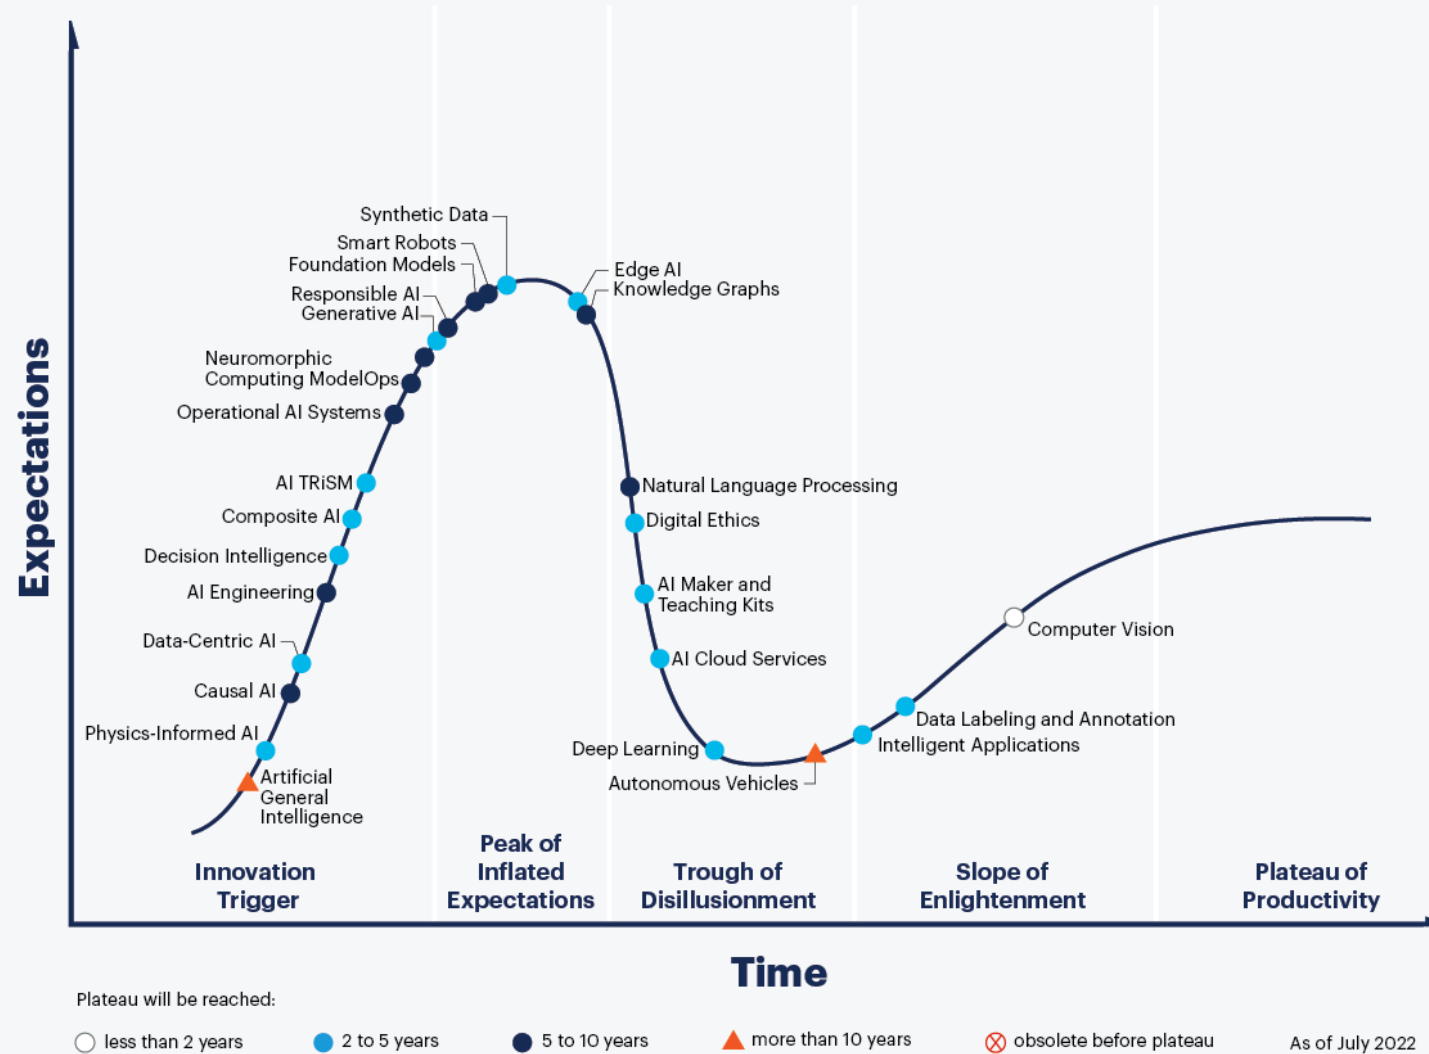 Expectations
Synthetic Data
Smart Robots
Foundation Models
Responsible AI
Generative AI
Neuromorphic
Computing ModelOps
Operational AI Systems
AI TRiSM
Composite AI
Decision Intelligence
AI Engineering
Data-Centric AI
Causal AI
Physics-Informed AI
Artificial
General
Intelligence
Edge AI
Knowledge Graphs
Natural Language Processing
Digital Ethics
AI Maker and
Teaching Kits
AI Cloud Services
Deep Learning
Autonomous Vehicles
Computer Vision
Data Labeling and Annotation
Intelligent Applications
Innovation
Trigger
Peak of
Inflated
Expectations
Trough of
Disillusionment
Slope of
Enlightenment
Plateau of
Productivity
Time
Plateau will be reached:
less than 2 years
2 to 5 years
5 to 10 years
more than 10 years
obsolete before plateau
As of July 2022